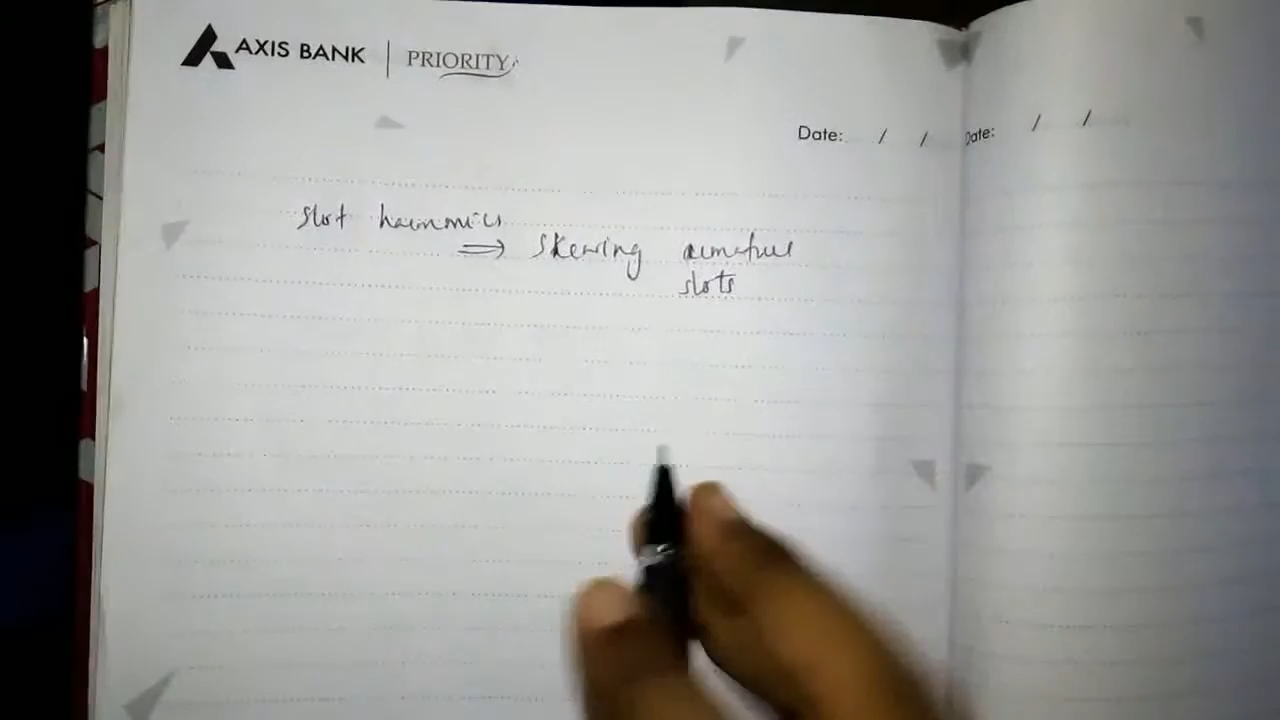 AXIS BANK | PRIORITY
Date: / /
Date: / /
slot harmonics
⇒ skewing armature
slots